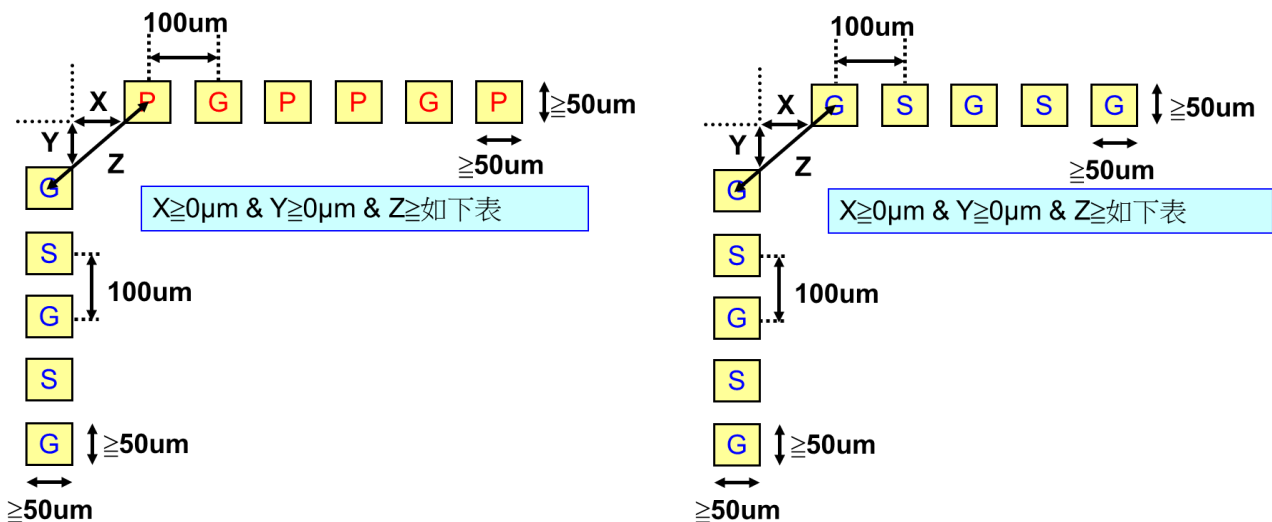 100um
X
P G P P G P
≧50um
Y
Z
≧50um
G
X≧0μm & Y≧0μm & Z≧如下表
S
100um
G
S
G
≧50um
≧50um
100um
X
G S G S G
≧50um
Y
Z
≧50um
G
X≧0μm & Y≧0μm & Z≧如下表
S
100um
G
S
G
≧50um
≧50um